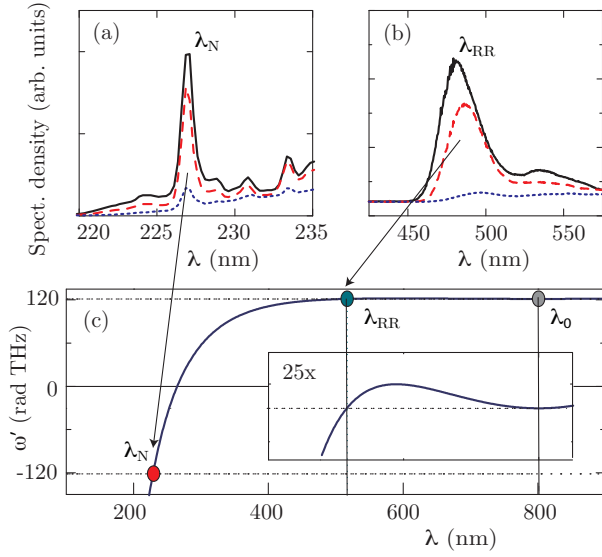 (a)
λN
(b)
λRR
Spect. density (arb. units)
220 225 230 235
λ (nm)
450 500 550
λ (nm)
120
(c)
λRR
λ0
25x
0
λN
-120
ω′ (rad THz)
200 400 600 800
λ (nm)